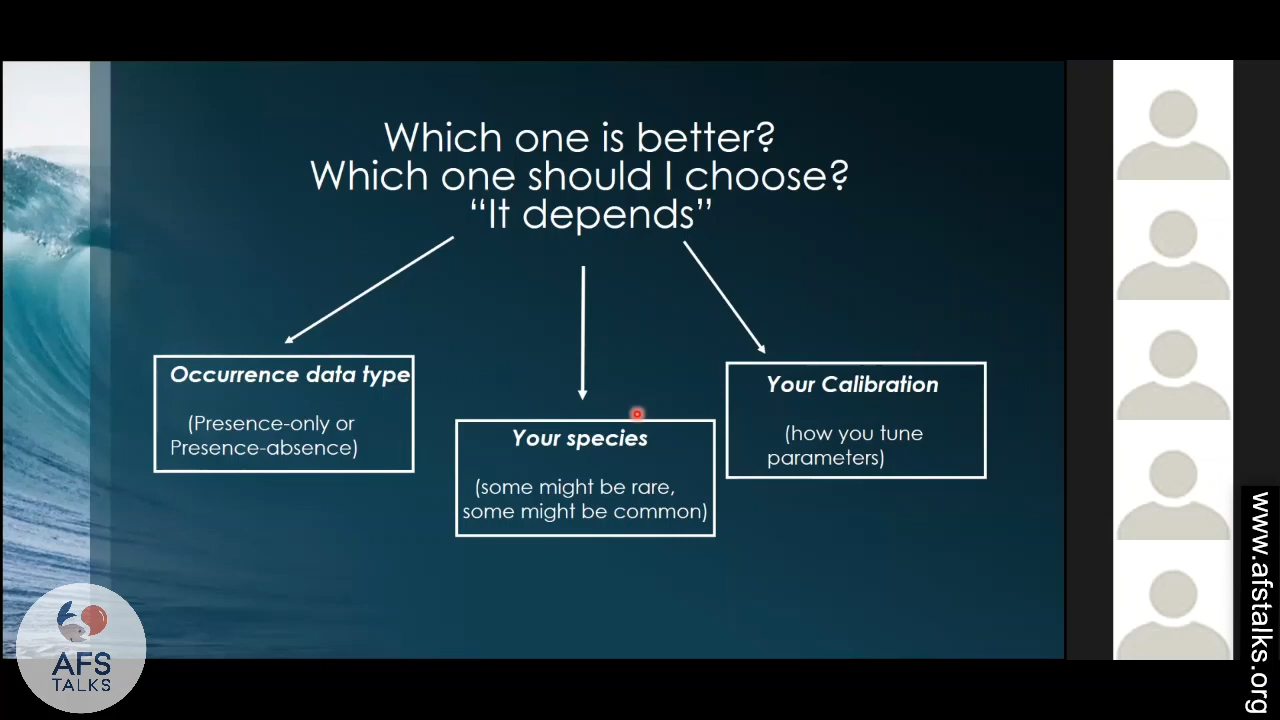 Which one is better?
Which one should I choose?
“It depends”
Occurrence data type
(Presence-only or
Presence-absence)
Your species
(some might be rare,
some might be common)
Your Calibration
(how you tune
parameters)
AFS
TALKS
www.afstalks.org